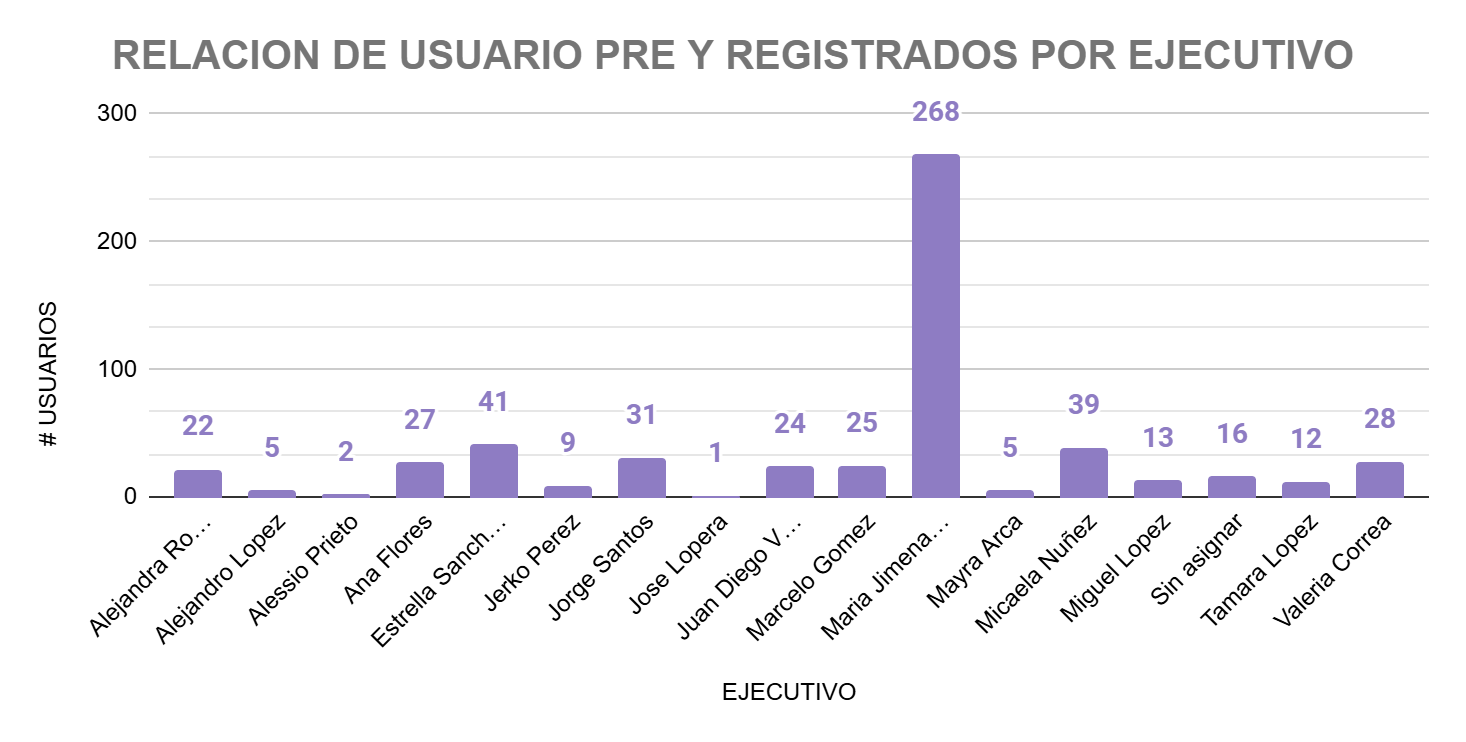 RELACION DE USUARIO PRE Y REGISTRADOS POR EJECUTIVO
# USUARIOS
300
200
100
0
22
5
2
27
41
9
31
1
24
25
268
5
39
13
16
12
28
Alejandra Ro…
Alejandro Lopez
Alessio Prieto
Ana Flores
Estrella Sanch…
Jerko Perez
Jorge Santos
Jose Lopera
Juan Diego V…
Marcelo Gomez
Maria Jimena…
Mayra Arca
Micaela Nuñez
Miguel Lopez
Sin asignar
Tamara Lopez
Valeria Correa
EJECUTIVO